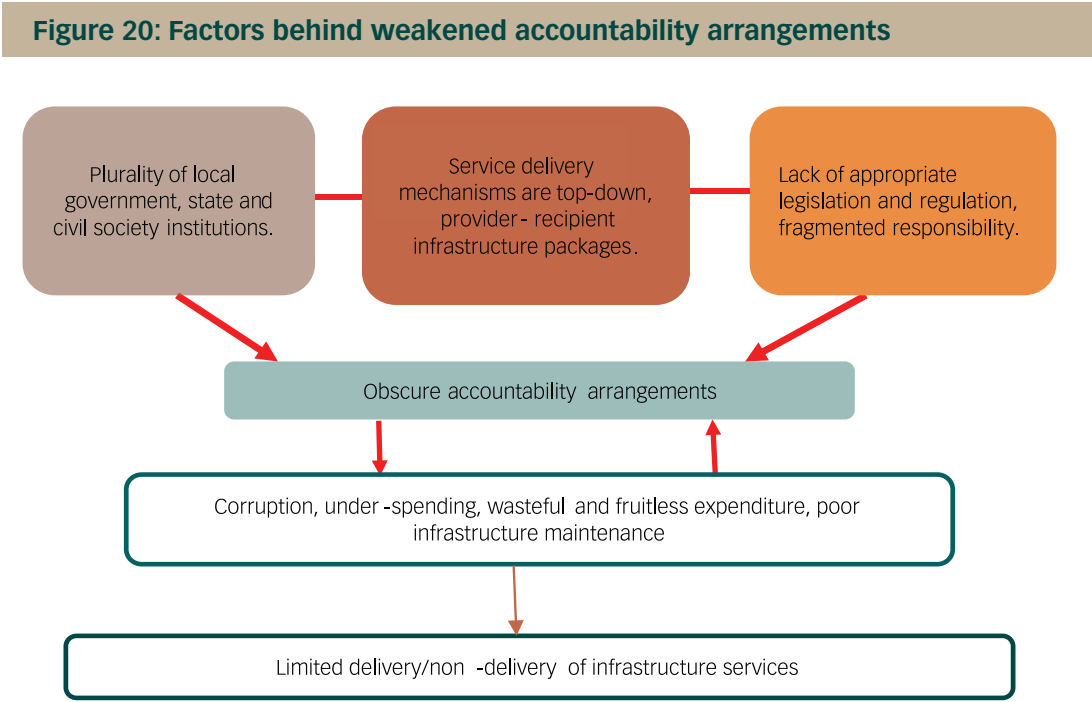 Figure 20: Factors behind weakened accountability arrangements
Plurality of local
government, state and
civil society institutions.
Service delivery
mechanisms are top-down,
provider - recipient
infrastructure packages.
Lack of appropriate
legislation and regulation,
fragmented responsibility.
Obscure accountability arrangements
Corruption, under -spending, wasteful and fruitless expenditure, poor
infrastructure maintenance
Limited delivery/non -delivery of infrastructure services